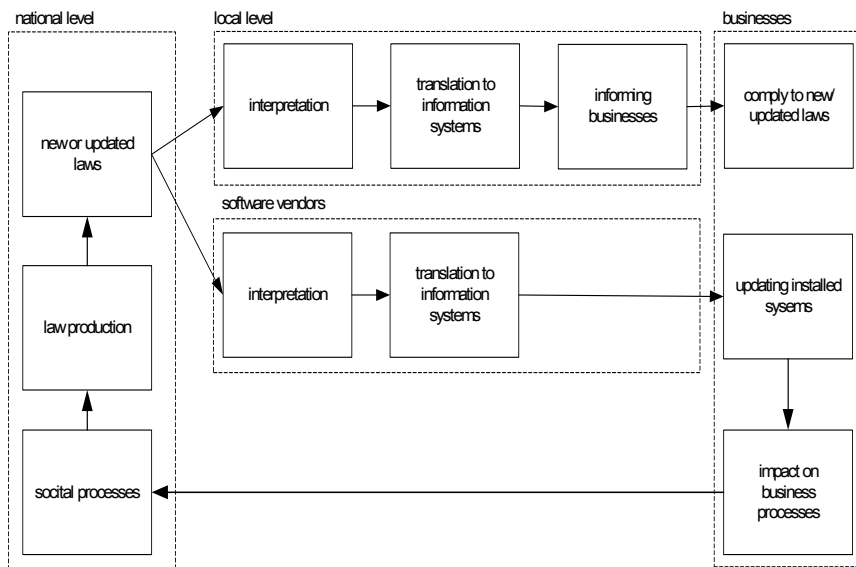 national level
local level
businesses
new or updated
laws
interpretation
translation to
information
systems
informing
businesses
comply to new/
updated laws
software vendors
law production
interpretation
translation to
information
systems
updating installed
sysems
socital processes
impact on
business
processes